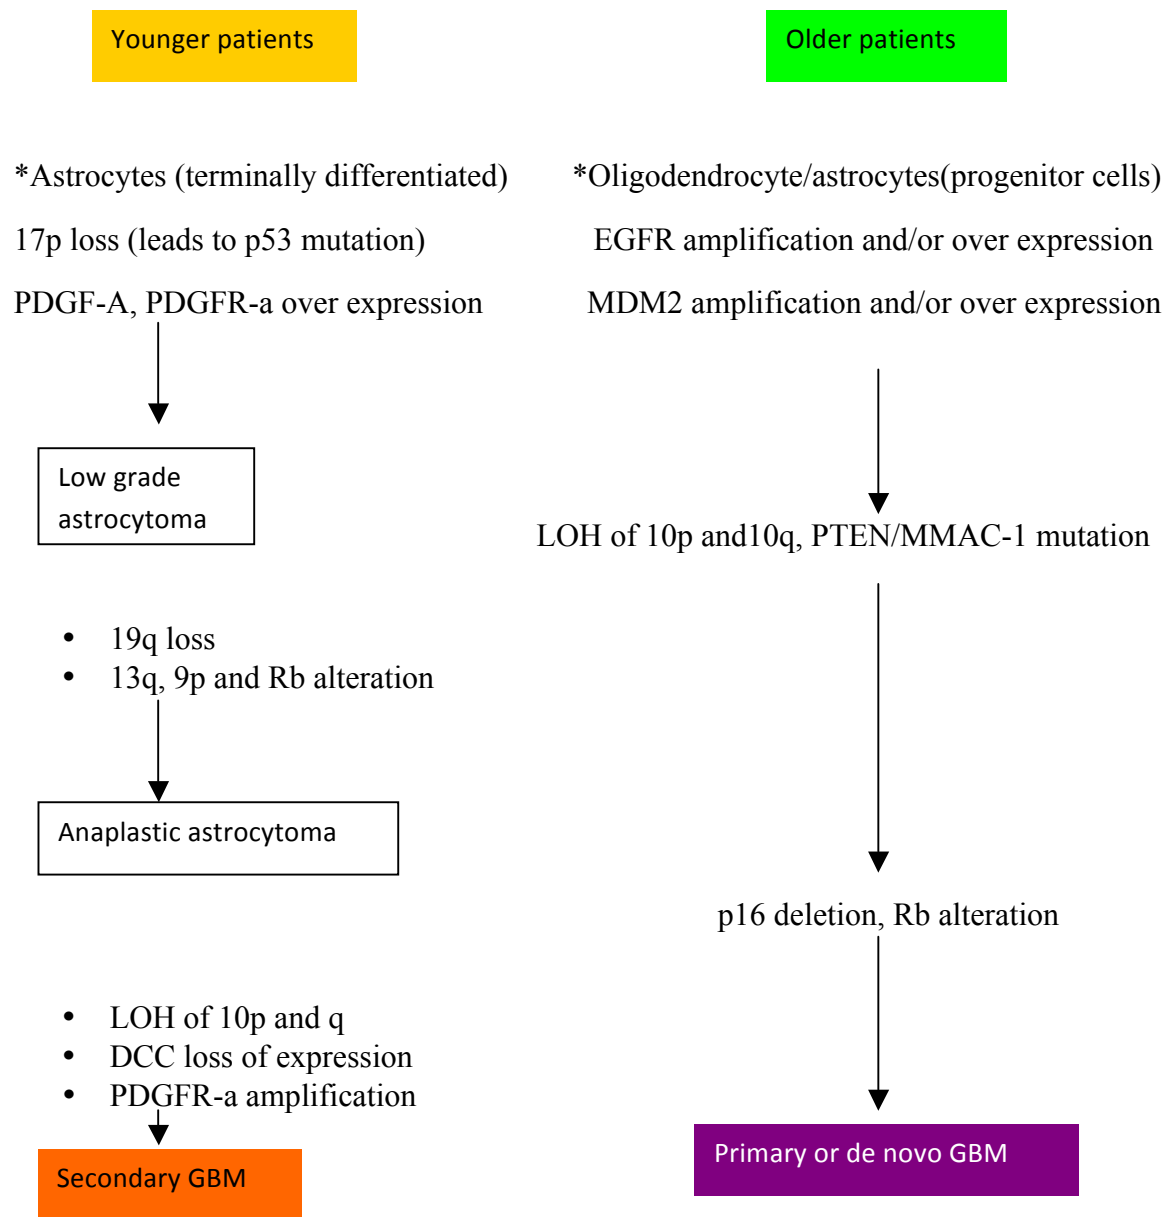 Younger patients
*Astrocytes (terminally differentiated)
17p loss (leads to p53 mutation)
PDGF-A, PDGFR-a over expression
Low grade
astrocytoma
• 19q loss
• 13q, 9p and Rb alteration
Anaplastic astrocytoma
• LOH of 10p and q
• DCC loss of expression
• PDGFR-a amplification
Secondary GBM
Older patients
*Oligodendrocyte/astrocytes(progenitor cells)
EGFR amplification and/or over expression
MDM2 amplification and/or over expression
LOH of 10p and10q, PTEN/MMAC-1 mutation
p16 deletion, Rb alteration
Primary or de novo GBM